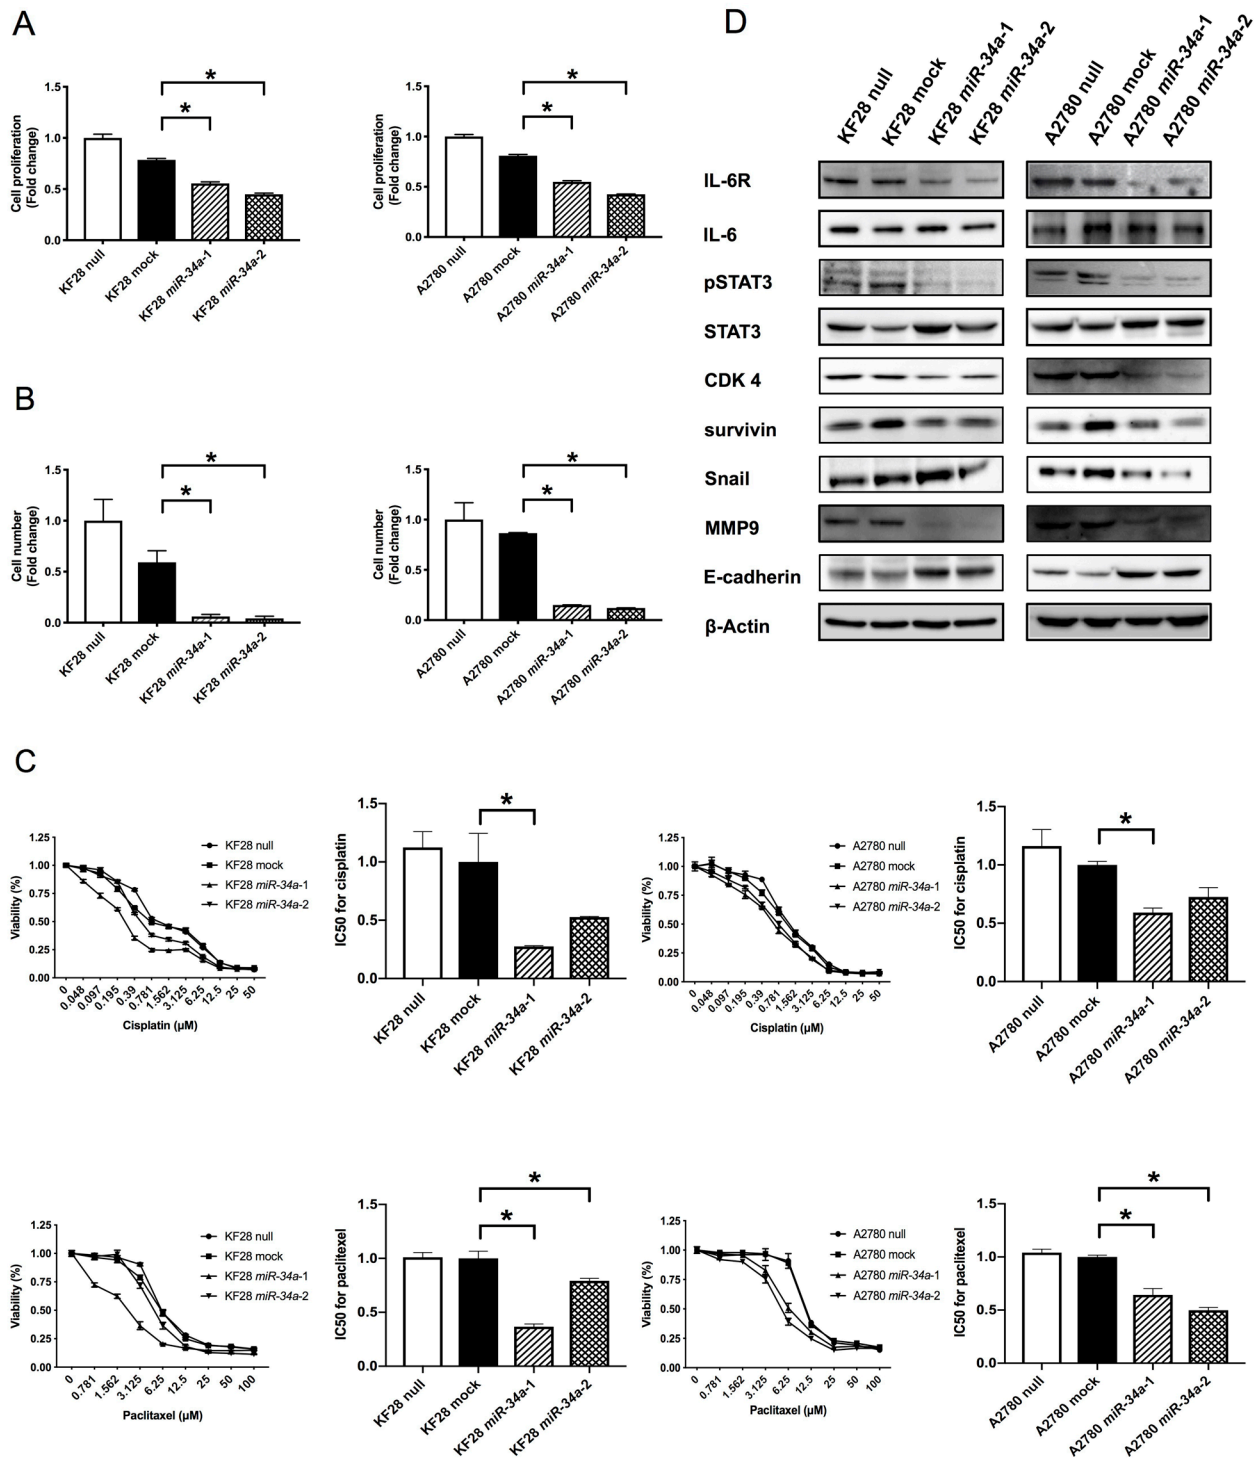 A
Cell proliferation
(Fold change)
1.5
1.0
0.5
0.0
*
*
KF28 null
KF28 mock
KF28 miR-34a-1
KF28 miR-34a-2
Cell proliferation
(Fold change)
1.5
1.0
0.5
0.0
*
*
A2780 null
A2780 mock
A2780 miR-34a-1
A2780 miR-34a-2
B
Cell number
(Fold change)
1.5
1.0
0.5
0.0
*
*
KF28 null
KF28 mock
KF28 miR-34a-1
KF28 miR-34a-2
Cell number
(Fold change)
1.5
1.0
0.5
0.0
*
*
A2780 null
A2780 mock
A2780 miR-34a-1
A2780 miR-34a-2
D
KF28 null
KF28 mock
KF28 miR-34a-1
KF28 miR-34a-2
A2780 null
A2780 mock
A2780 miR-34a-1
A2780 miR-34a-2
IL-6R
IL-6
pSTAT3
STAT3
CDK 4
survivin
Snail
MMP9
E-cadherin
β-Actin
C
Viability (%)
1.25
1.00
0.75
0.50
0.25
0.00
KF28 null
KF28 mock
KF28 miR-34a-1
KF28 miR-34a-2
0
0.048
0.097
0.195
0.39
0.781
1.562
3.125
6.25
12.5
25
50
Cisplatin (μM)
IC50 for cisplatin
1.5
1.0
0.5
0.0
*
KF28 null
KF28 mock
KF28 miR-34a-1
KF28 miR-34a-2
Viability (%)
1.25
1.00
0.75
0.50
0.25
0.00
A2780 null
A2780 mock
A2780 miR-34a-1
A2780 miR-34a-2
0
0.048
0.097
0.195
0.39
0.781
1.562
3.125
6.25
12.5
25
50
Cisplatin (μM)
IC50 for cisplatin
1.5
1.0
0.5
0.0
*
A2780 null
A2780 mock
A2780 miR-34a-1
A2780 miR-34a-2
Viability (%)
1.25
1.00
0.75
0.50
0.25
0.00
KF28 null
KF28 mock
KF28 miR-34a-1
KF28 miR-34a-2
0
0.781
1.562
3.125
6.25
12.5
25
50
100
Paclitaxel (μM)
IC50 for paclitexel
1.5
1.0
0.5
0.0
*
*
KF28 null
KF28 mock
KF28 miR-34a-1
KF28 miR-34a-2
Viability (%)
1.25
1.00
0.75
0.50
0.25
0.00
A2780 null
A2780 mock
A2780 miR-34a-1
A2780 miR-34a-2
0
0.781
1.562
3.125
6.25
12.5
25
50
100
Paclitaxel (μM)
IC50 for paclitexel
1.5
1.0
0.5
0.0
*
*
A2780 null
A2780 mock
A2780 miR-34a-1
A2780 miR-34a-2